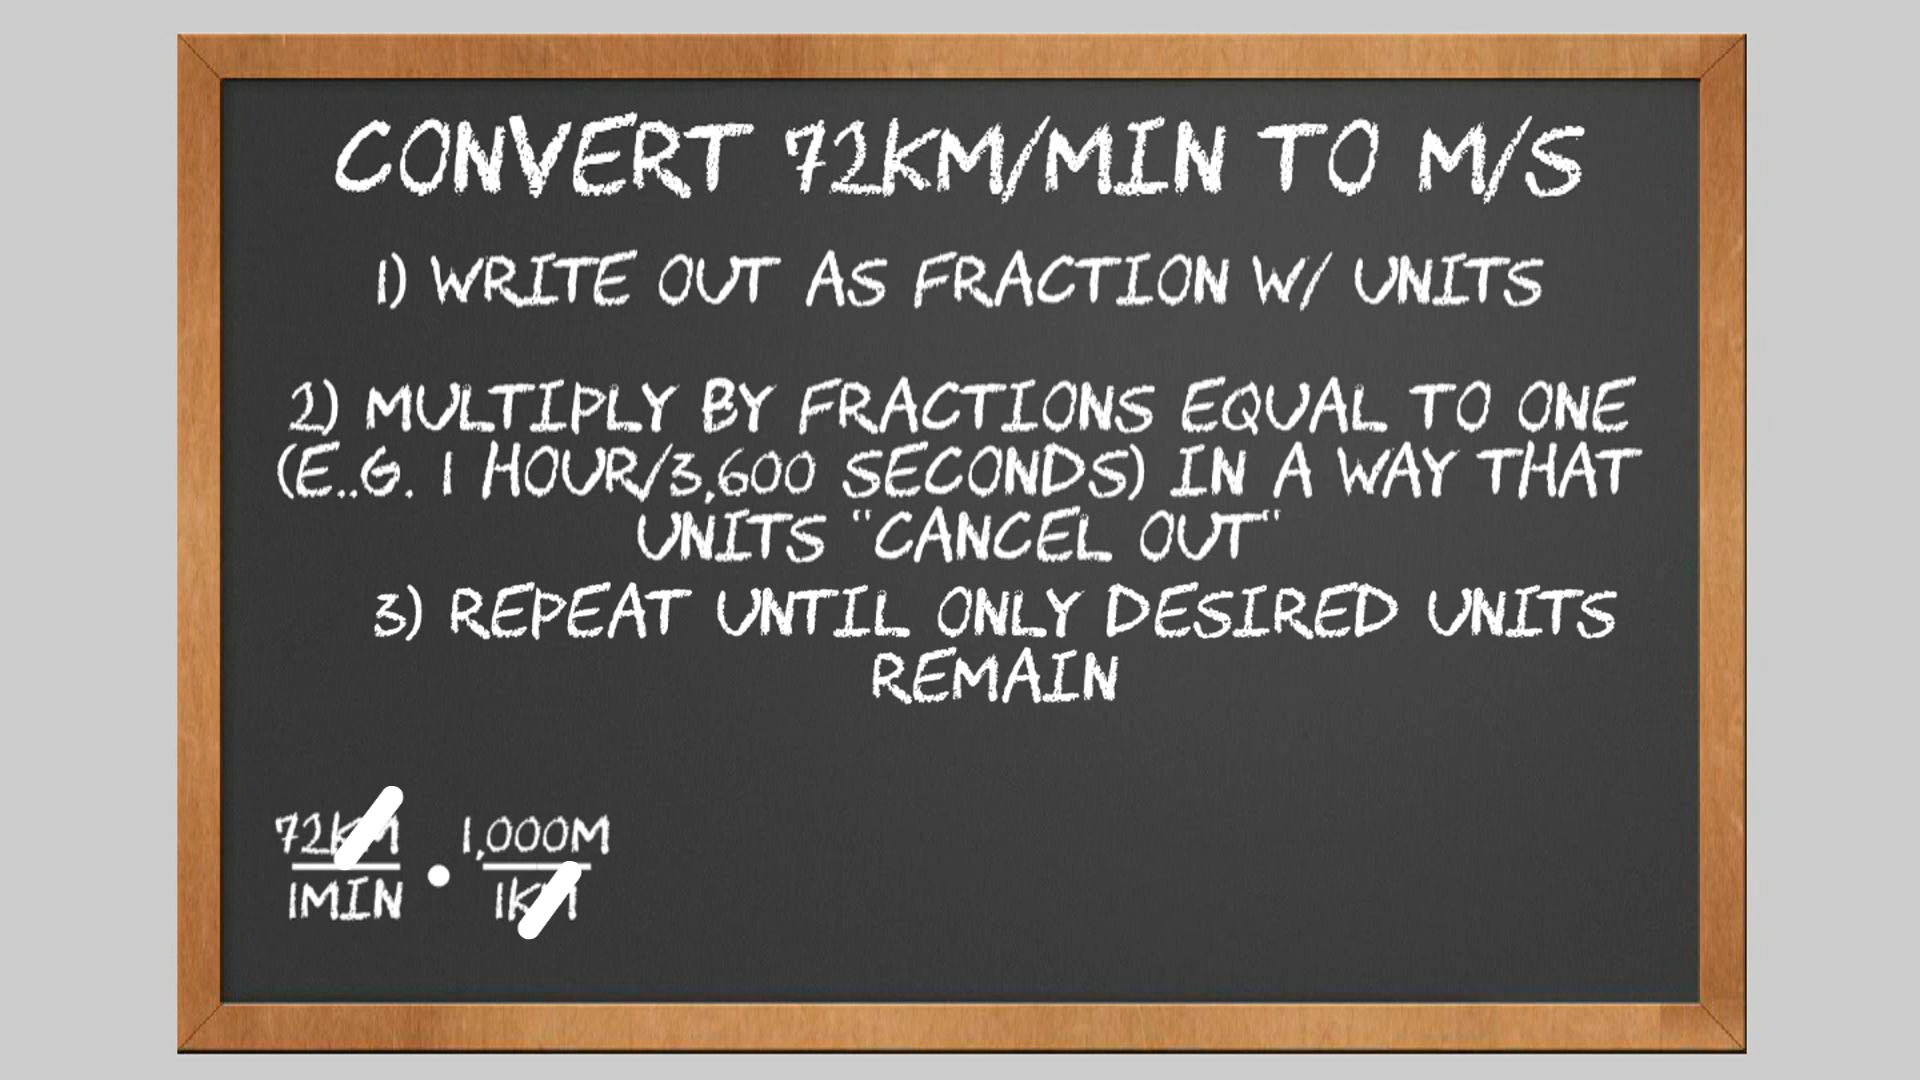 CONVERT 72KM/MIN TO M/S
1) WRITE OUT AS FRACTION W/ UNITS
2) MULTIPLY BY FRACTIONS EQUAL TO ONE
(E..G. 1 HOUR/3,600 SECONDS) IN A WAY THAT
UNITS "CANCEL OUT"
3) REPEAT UNTIL ONLY DESIRED UNITS
REMAIN
72KM • 1,000M
1MIN 1KM